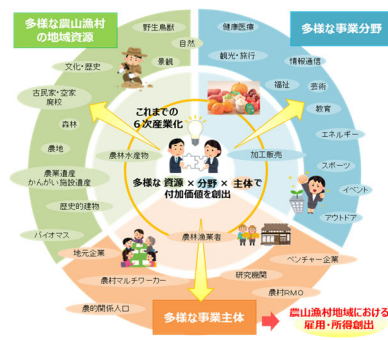 多様な農山漁村
の地域資源
多様な事業分野
野生鳥獣
自然
景観
文化・歴史
古民家・空家
廃校
森林
農地
農業遺産
かんがい施設遺産
歴史的建物
バイオマス
健康医療
観光・旅行
情報通信
福祉
芸術
教育
エネルギー
スポーツ
イベント
アウトドア
これまでの
6次産業化
農林水産物
加工販売
多様な 資源 × 分野 × 主体で
付加価値を創出
農林漁業者
地元企業
農村マルチワーカー
農的関係人口
ベンチャー企業
研究機関
農村RMO
多様な事業主体
農山漁村地域における
雇用・所得創出